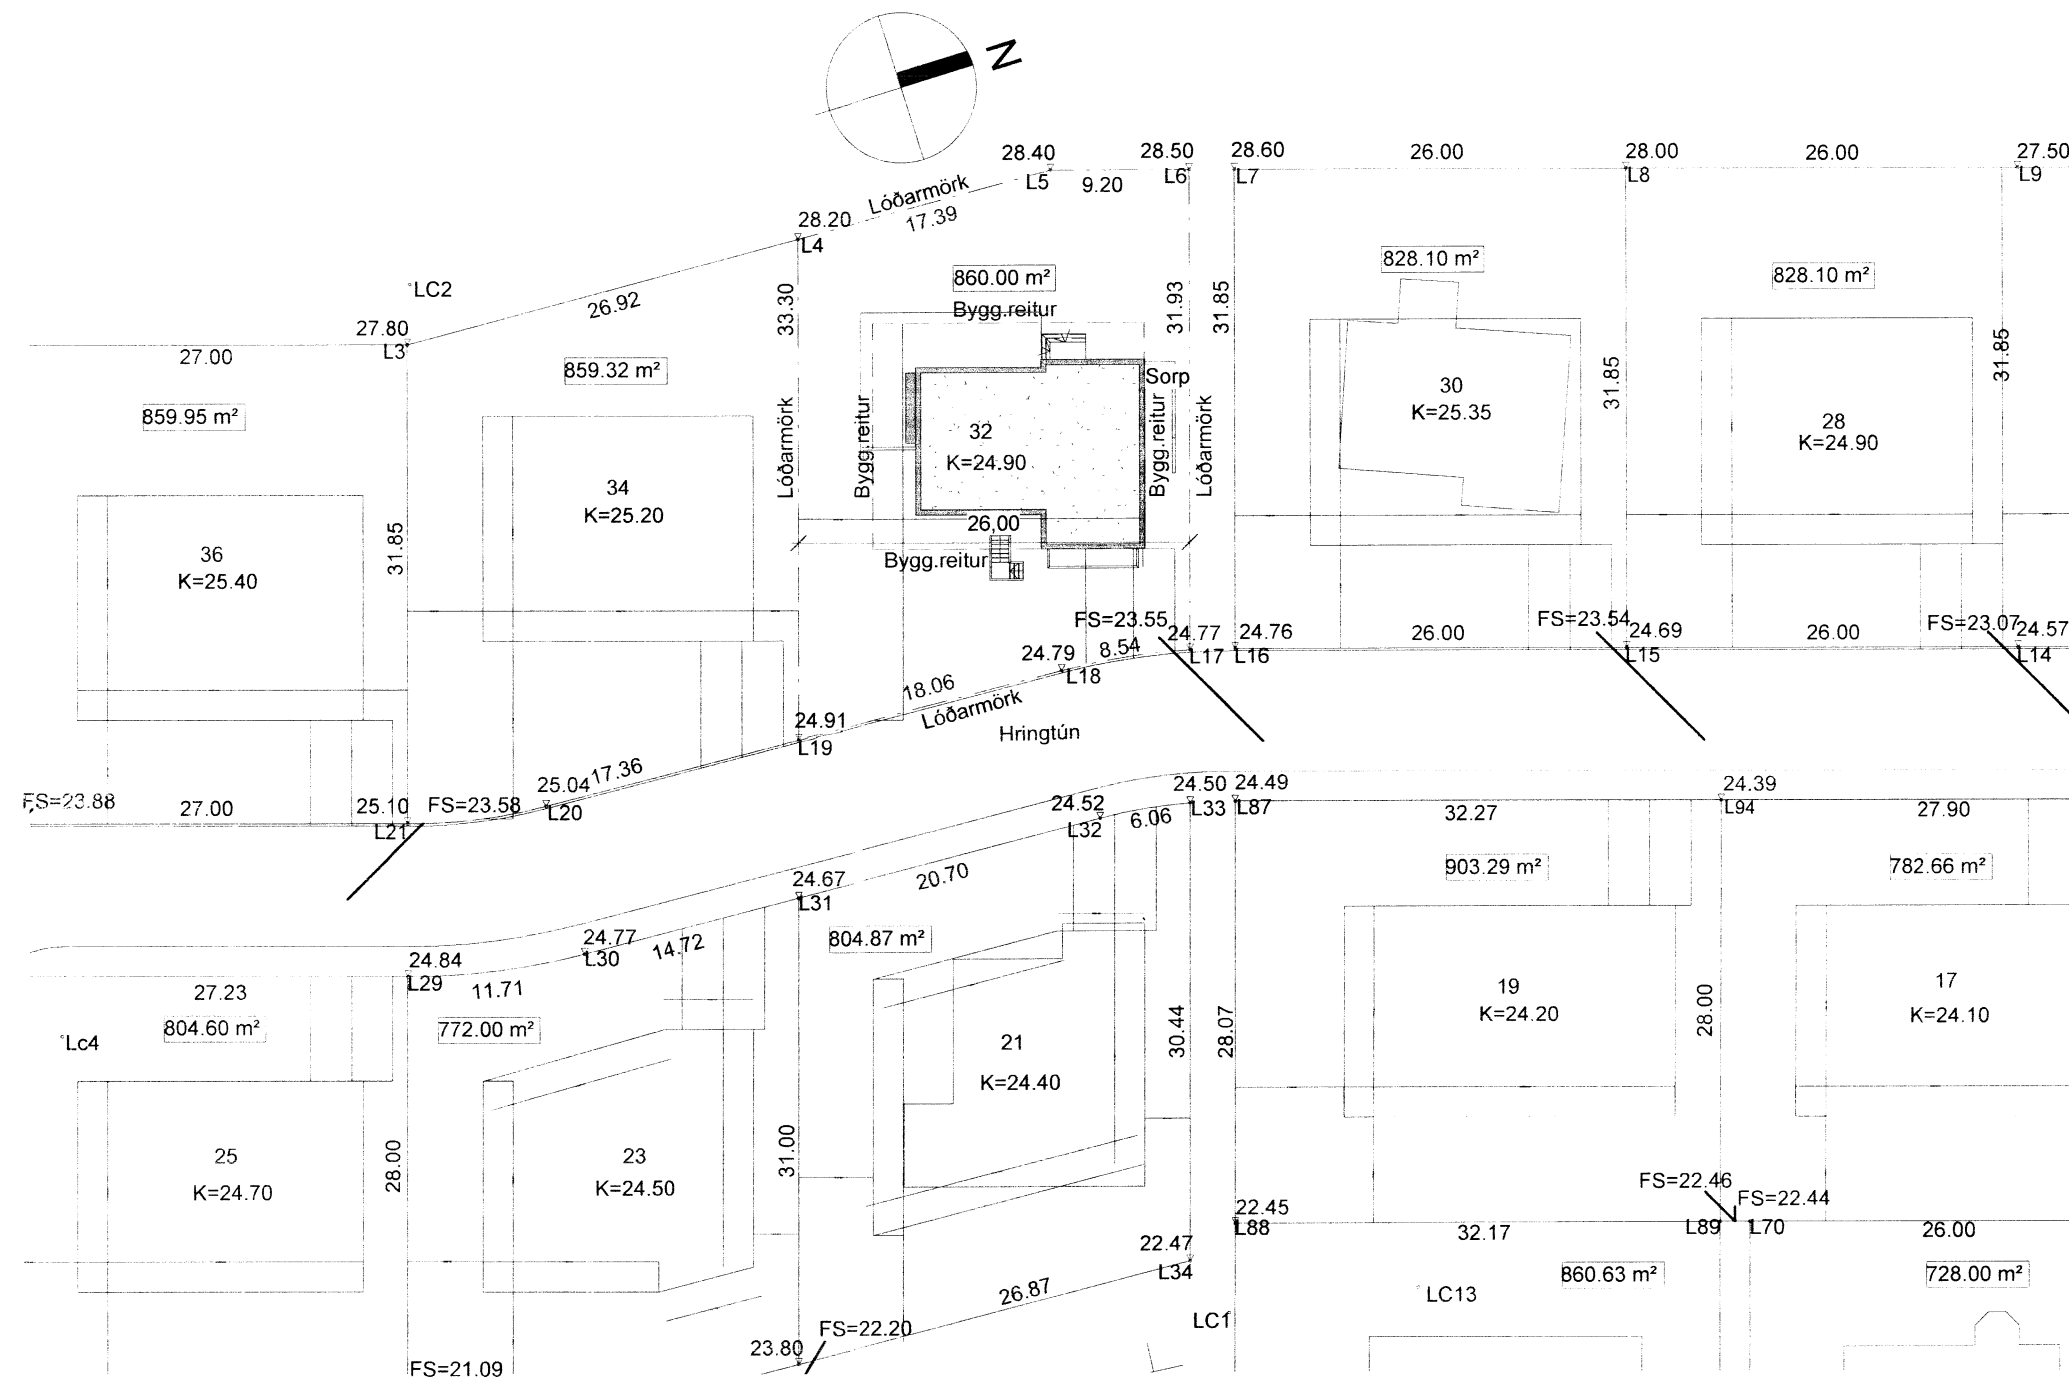 N
28.40
28.50
28.60
26.00
28.00
26.00
27.50
L5
9.20
L6
L7
L8
L9
Lóðarmörk
17.39
28.20
L4
860.00 m²
828.10 m²
828.10 m²
LC2
26.92
33.30
Bygg.reitur
31.93
31.85
27.80
L3
27.00
859.32 m²
859.95 m²
Sorp
31.85
31.85
30
K=25.35
28
K=24.90
Lóðarmörk
Bygg.reitur
32
K=24.90
Bygg.reitur
Lóðarmörk
34
K=25.20
26,00
36
K=25.40
31.85
Bygg.reitur
FS=23.55
24.77
24.76
26.00
FS=23.54
24.69
26.00
FS=23.07
24.57
L17
L16
L15
L14
24.79
8.54
L18
18.06
Lóðarmörk
24.91
L19
Hringtún
17.36
25.04
L20
FS=23.88
27.00
25.10
FS=23.58
L21
24.50
24.49
24.39
24.52
L33
L87
L94
L32
6.06
32.27
27.90
24.67
L31
20.70
903.29 m²
782.66 m²
804.87 m²
24.77
L30
14.72
24.84
L29
27.23
11.71
804.60 m²
772.00 m²
Lc4
19
K=24.20
17
K=24.10
28.00
30.44
28.07
21
K=24.40
25
K=24.70
28.00
23
K=24.50
31.00
FS=22.46
FS=22.44
22.45
L88
32.17
L89
L70
26.00
22.47
L34
26.87
860.63 m²
728.00 m²
LC13
LC1
FS=22.20
23.80
FS=21.09